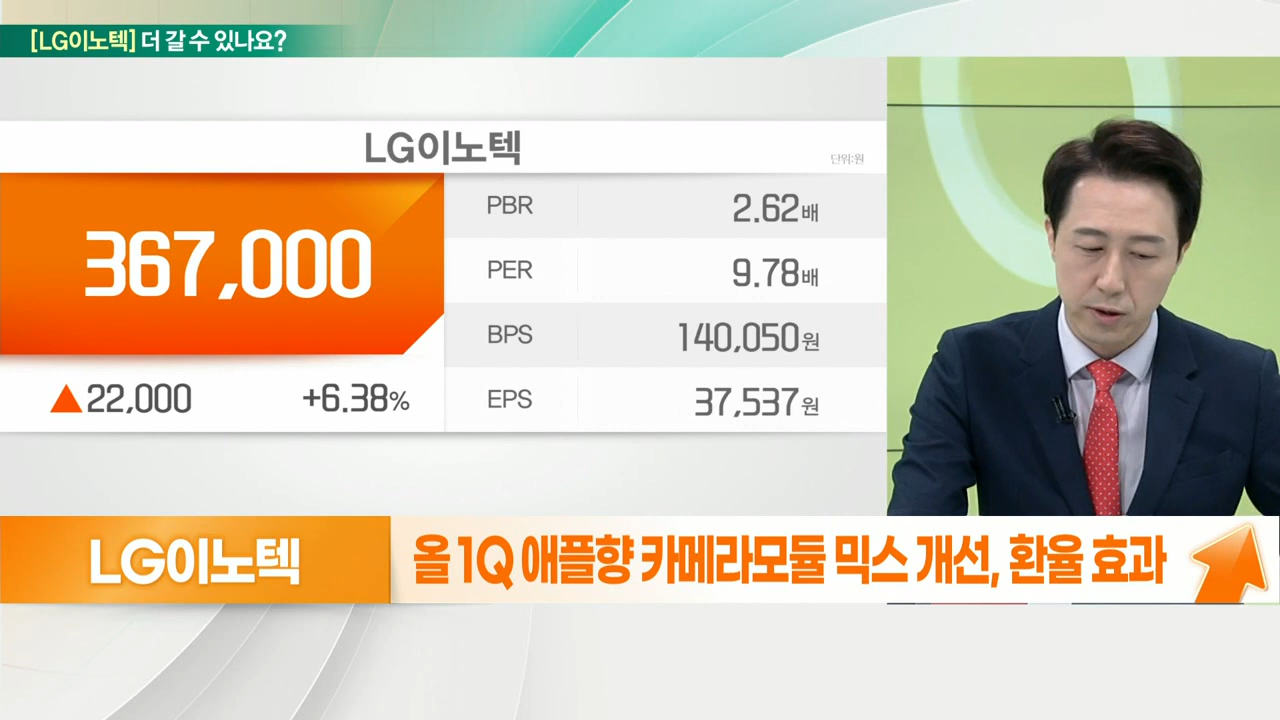 [LG이노텍] 더 갈 수 있나요?
LG이노텍
단위:원
367,000
▲22,000 +6.38%
PBR 2.62배
PER 9.78배
BPS 140,050원
EPS 37,537원
LG이노텍
올 1Q 애플향 카메라모듈 믹스 개선, 환율 효과